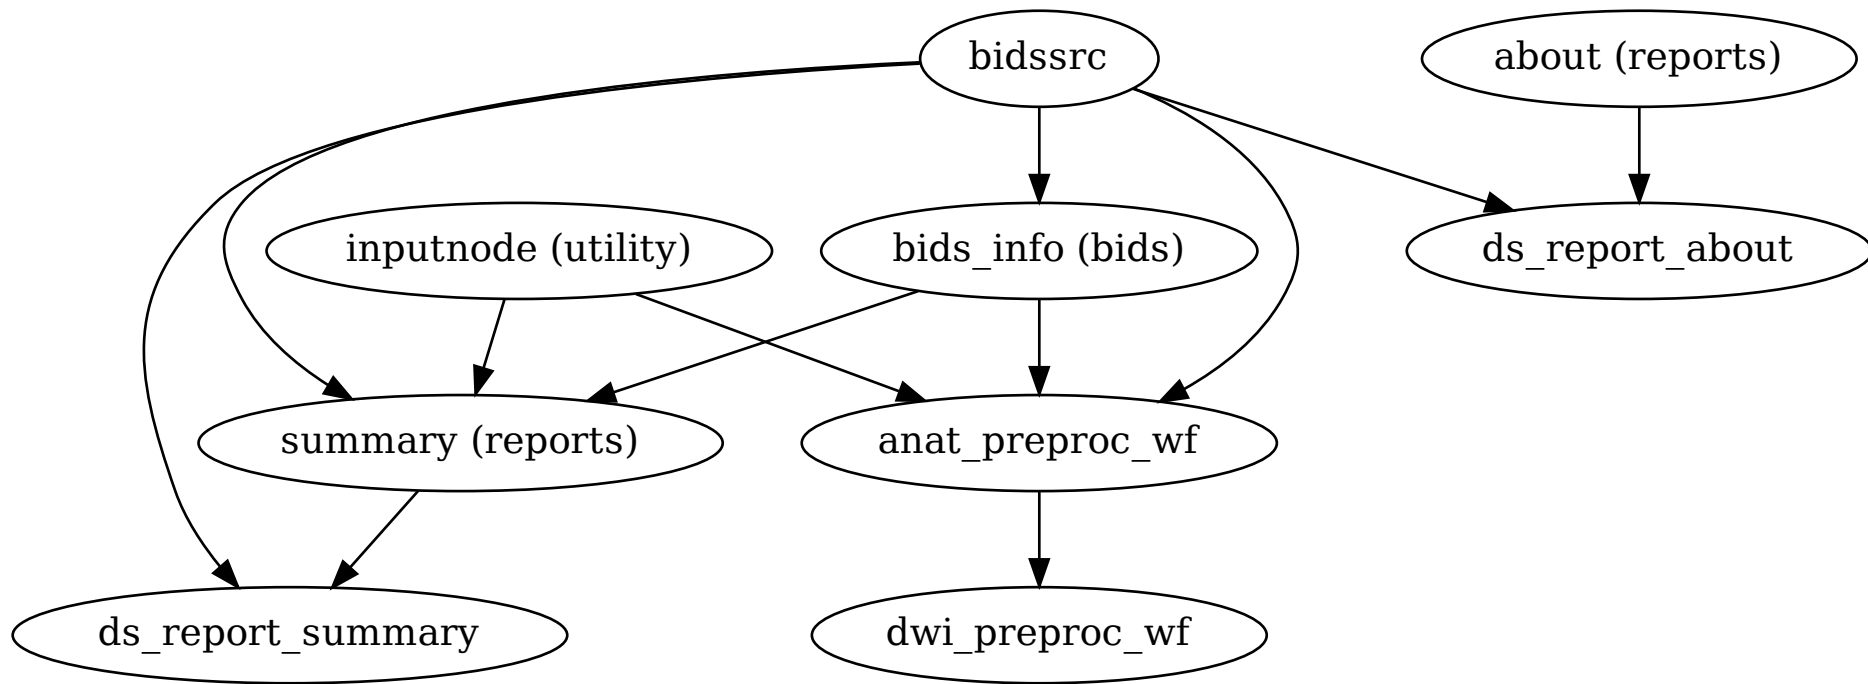 bidssrc
about (reports)
inputnode (utility)
bids_info (bids)
ds_report_about
summary (reports)
anat_preproc_wf
ds_report_summary
dwi_preproc_wf